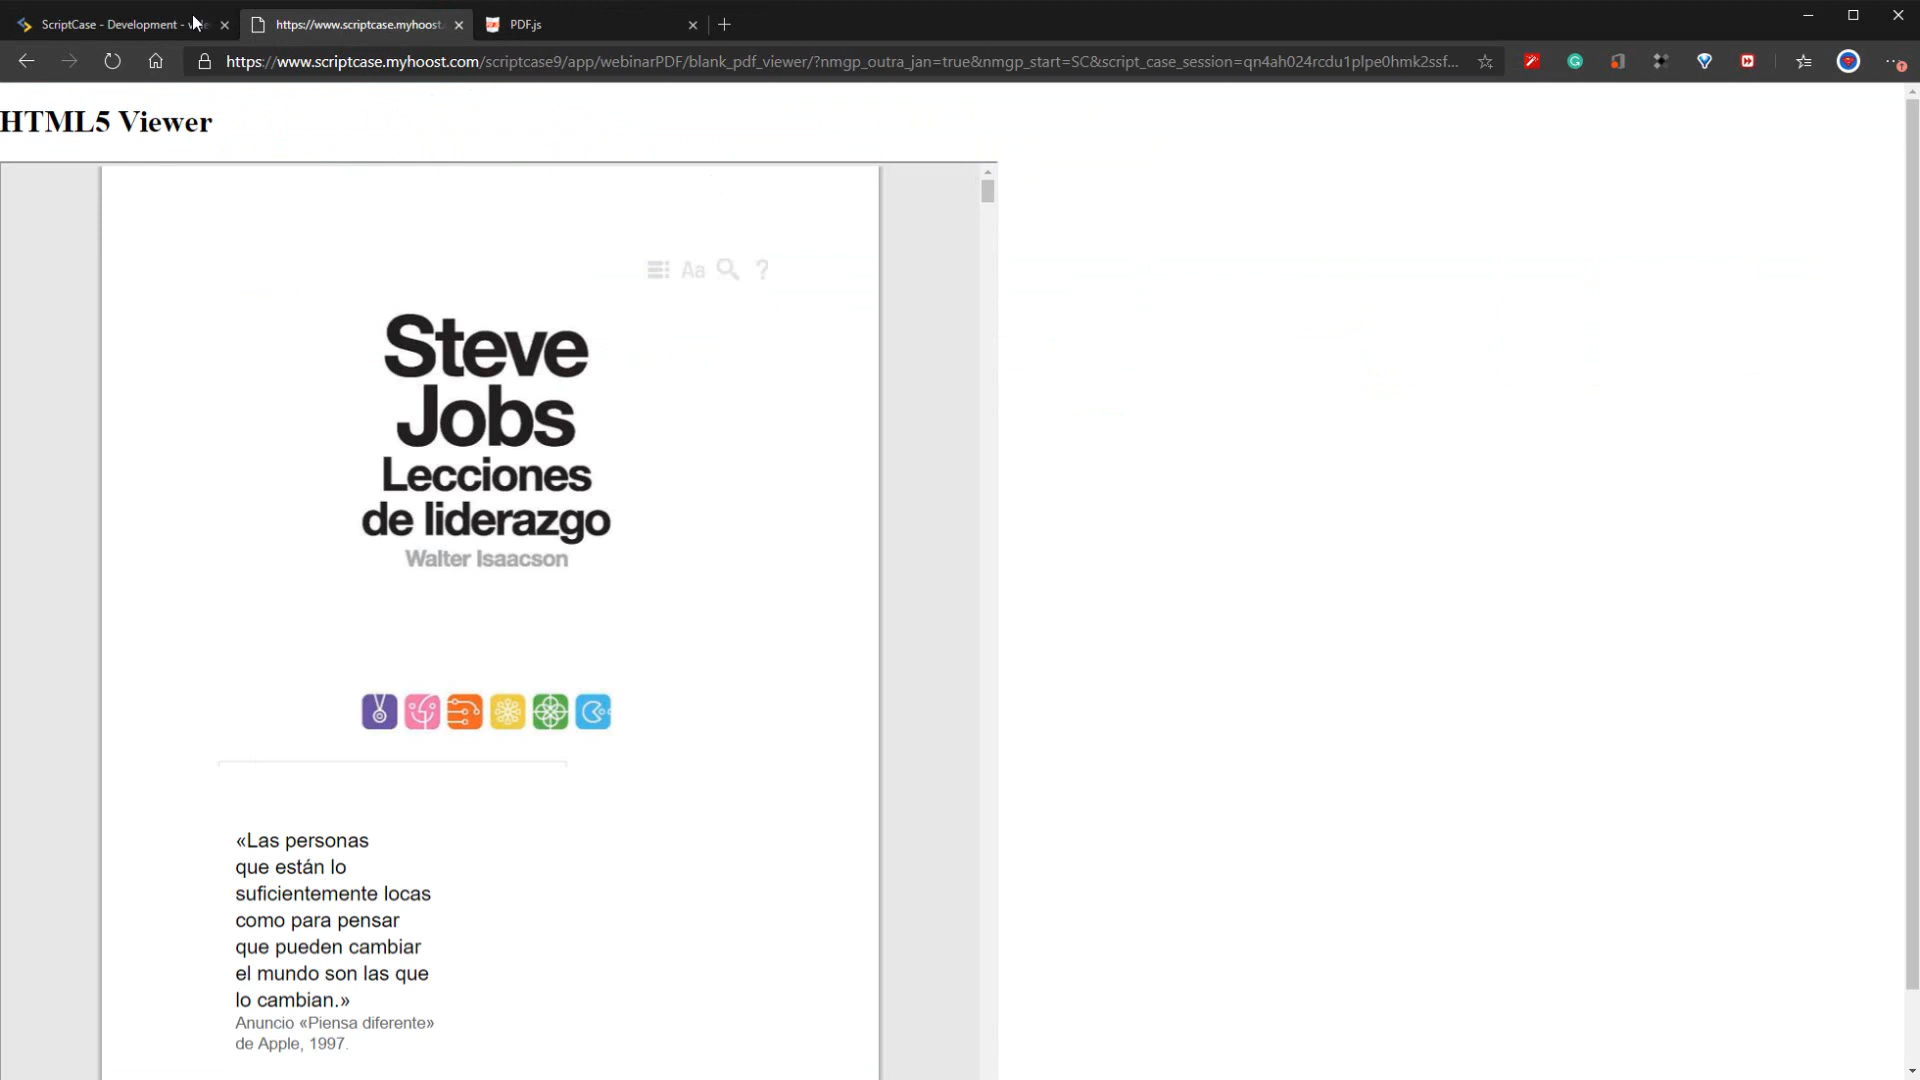 ScriptCase - Development -
https://www.scriptcase.myhoost.
PDF.js
https://www.scriptcase.myhoost.com/scriptcase9/app/webinarPDF/blank_pdf_viewer/?nmgp_outra_jan=true&nmgp_start=SC&script_case_session=qn4ah024rcdu1plpe0hmk2ssf...
HTML5 Viewer
Aa ?
Steve
Jobs
Lecciones
de liderazgo
Walter Isaacson
«Las personas
que están lo
suficientemente locas
como para pensar
que pueden cambiar
el mundo son las que
lo cambian.»
Anuncio «Piensa diferente»
de Apple, 1997.